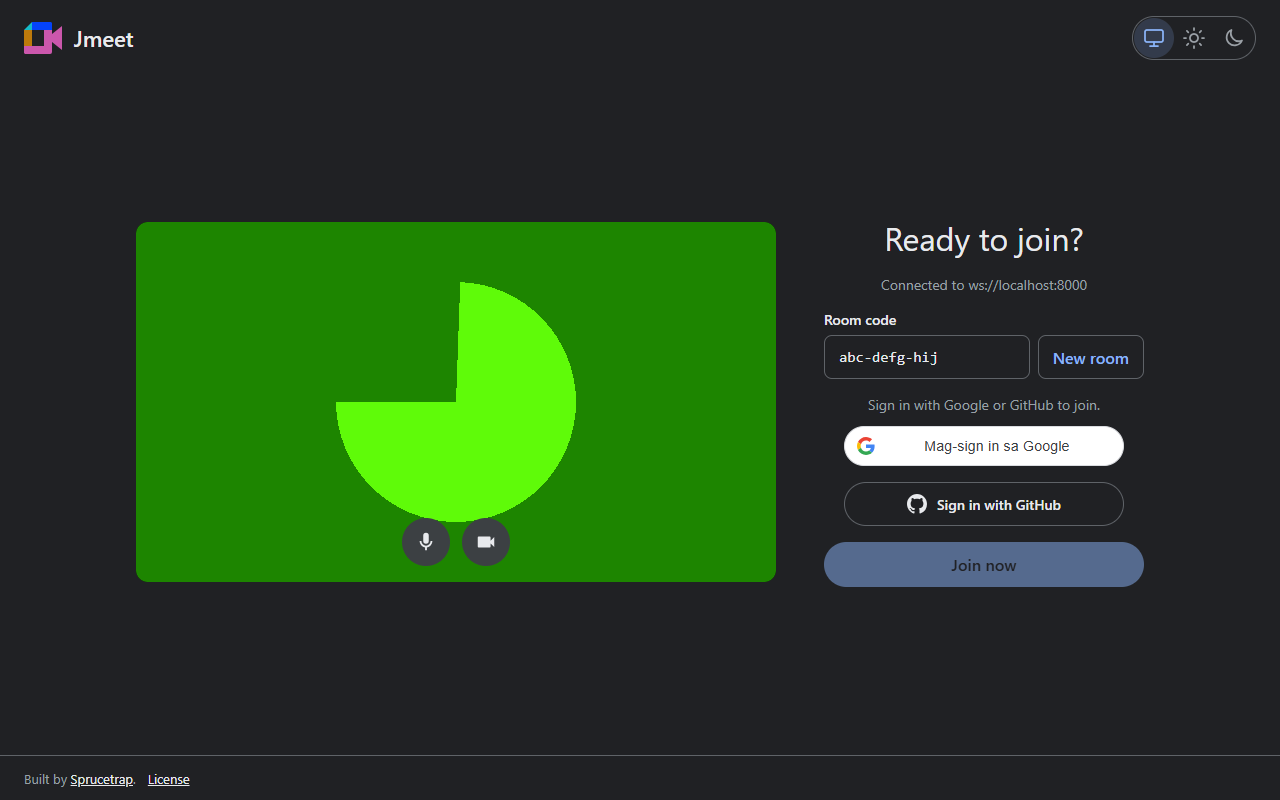 Jmeet
Ready to join?
Connected to ws://localhost:8000
Room code
abc-defg-hij
New room
Sign in with Google or GitHub to join.
Mag-sign in sa Google
Sign in with GitHub
Join now
Built by Sprucetrap. License